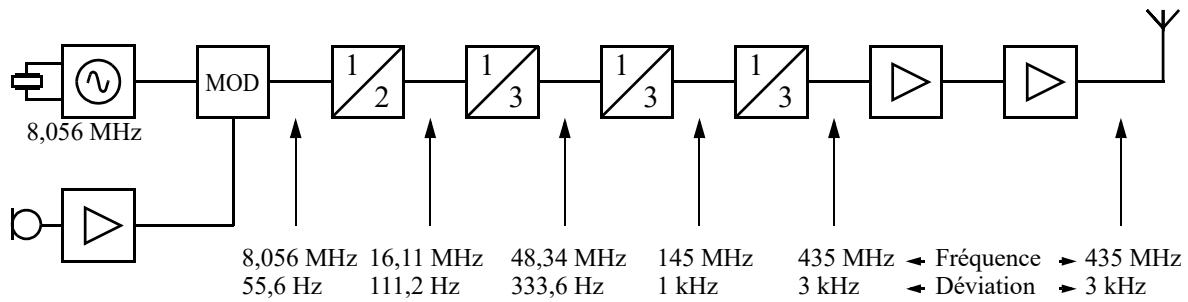 MOD
1
2
1
3
1
3
1
3
8,056 MHz
8,056 MHz 16,11 MHz 48,34 MHz 145 MHz 435 MHz Fréquence 435 MHz
55,6 Hz 111,2 Hz 333,6 Hz 1 kHz 3 kHz Déviation 3 kHz